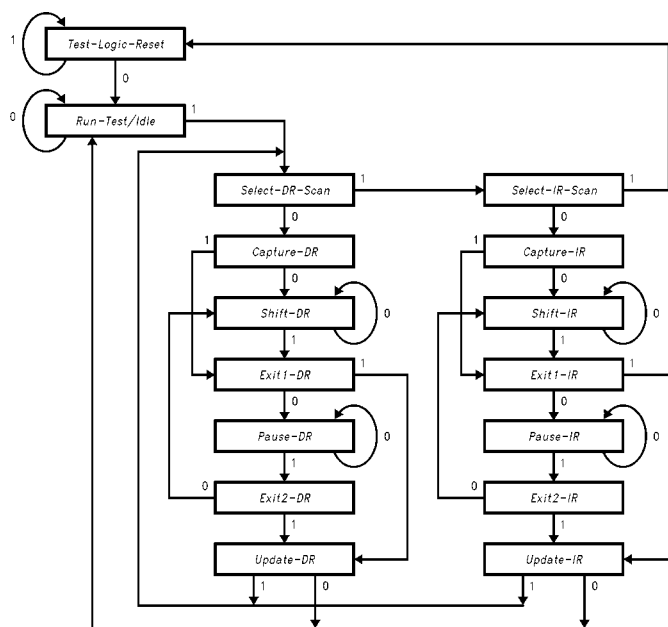 1
Test-Logic-Reset
0
0
Run-Test/Idle
1
Select-DR-Scan
1
Select-IR-Scan
1
0
0
1
Capture-DR
1
Capture-IR
0
0
Shift-DR
0
Shift-IR
0
1
1
Exit1-DR
1
Exit1-IR
1
0
0
Pause-DR
0
Pause-IR
0
1
1
0
Exit2-DR
0
Exit2-IR
1
1
Update-DR
Update-IR
1
0
1
0